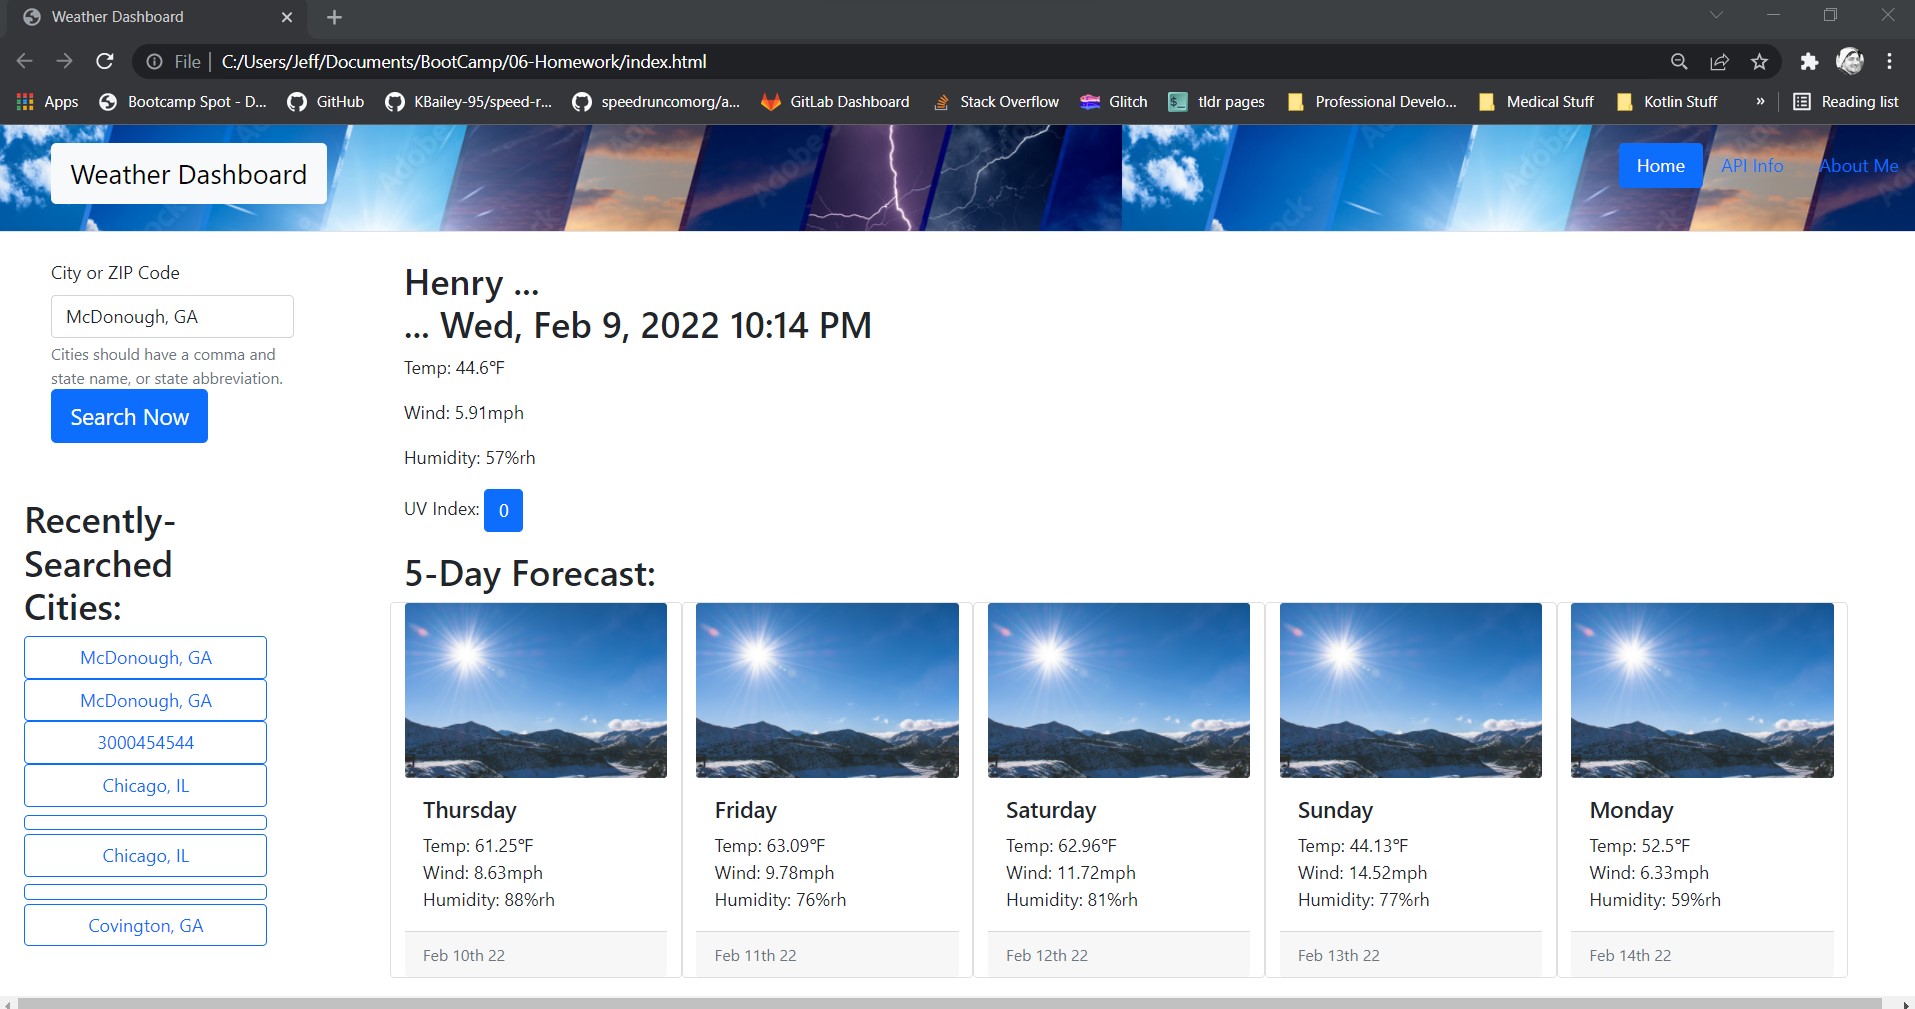 Weather Dashboard
File | C:/Users/Jeff/Documents/BootCamp/06-Homework/index.html
Apps Bootcamp Spot - D... GitHub KBailey-95/speed-r... speedruncomorg/a... GitLab Dashboard Stack Overflow Glitch tldr pages Professional Develo... Medical Stuff Kotlin Stuff » Reading list
Weather Dashboard
Home API Info About Me
City or ZIP Code
McDonough, GA
Cities should have a comma and
state name, or state abbreviation.
Search Now
Recently-
Searched
Cities:
McDonough, GA
McDonough, GA
3000454544
Chicago, IL
Chicago, IL
Covington, GA
Henry ...
... Wed, Feb 9, 2022 10:14 PM
Temp: 44.6°F
Wind: 5.91mph
Humidity: 57%rh
UV Index: 0
5-Day Forecast:
Thursday
Temp: 61.25°F
Wind: 8.63mph
Humidity: 88%rh
Feb 10th 22
Friday
Temp: 63.09°F
Wind: 9.78mph
Humidity: 76%rh
Feb 11th 22
Saturday
Temp: 62.96°F
Wind: 11.72mph
Humidity: 81%rh
Feb 12th 22
Sunday
Temp: 44.13°F
Wind: 14.52mph
Humidity: 77%rh
Feb 13th 22
Monday
Temp: 52.5°F
Wind: 6.33mph
Humidity: 59%rh
Feb 14th 22